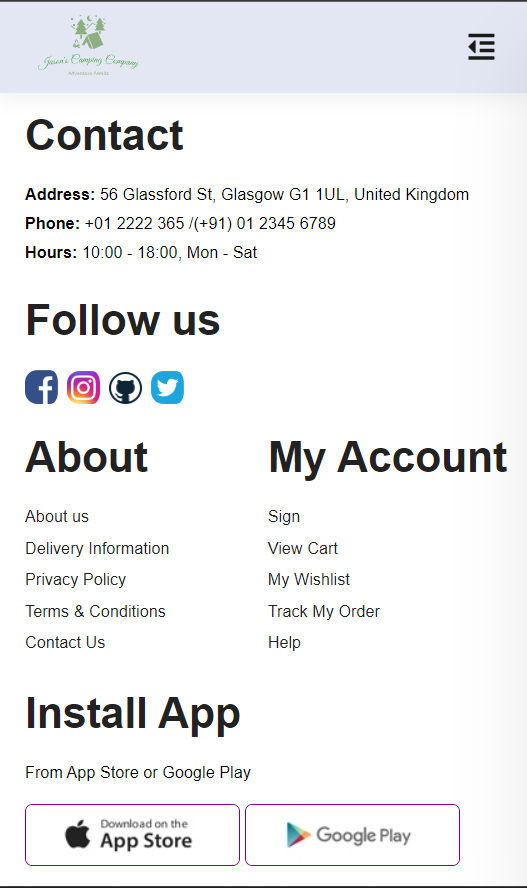 Jason's Camping Company
Adventure Awaits
Contact
Address: 56 Glassford St, Glasgow G1 1UL, United Kingdom
Phone: +01 2222 365 /(+91) 01 2345 6789
Hours: 10:00 - 18:00, Mon - Sat
Follow us
About
About us
Delivery Information
Privacy Policy
Terms & Conditions
Contact Us
My Account
Sign
View Cart
My Wishlist
Track My Order
Help
Install App
From App Store or Google Play
Download on the
App Store
Google Play